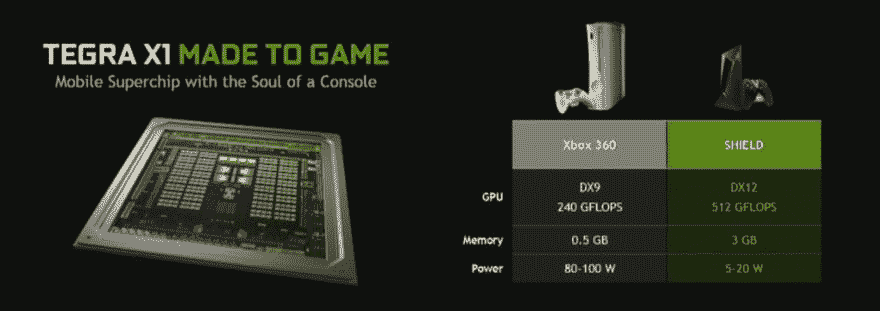 TEGRA X1 MADE TO GAME
Mobile Superchip with the Soul of a Console
Xbox 360 SHIELD
GPU DX9 DX12
240 GFLOPS 512 GFLOPS
Memory 0.5 GB 3 GB
Power 80-100 W 5-20 W